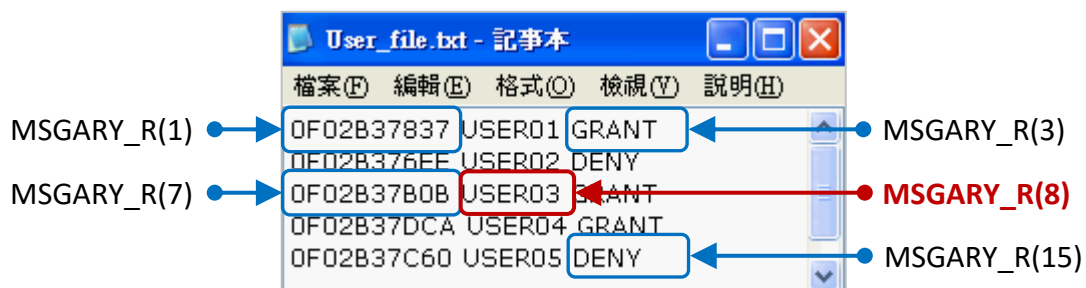 User_file.txt - 記事本
檔案(F) 編輯(E) 格式(O) 檢視(V) 說明(H)
MSGARY_R(1) 0F02B37837 USER01 GRANT MSGARY_R(3)
0F02B376EE USER02 DENY
MSGARY_R(7) 0F02B37B0B USER03 GRANT MSGARY_R(8)
0F02B37DCA USER04 GRANT
0F02B37C60 USER05 DENY MSGARY_R(15)